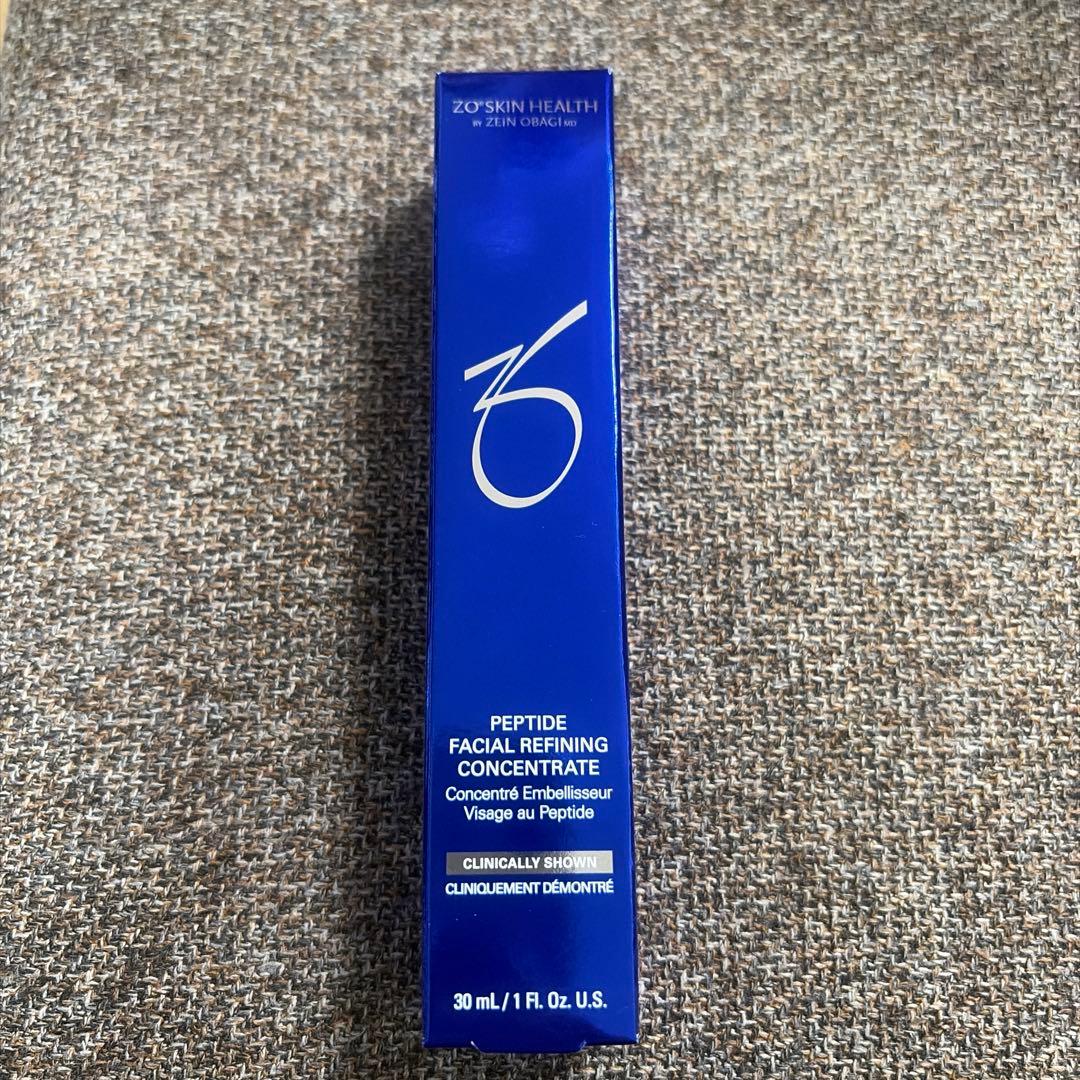 ZO® SKIN HEALTH
BY ZEIN OBAGI MD
ZO
PEPTIDE
FACIAL REFINING
CONCENTRATE
Concentré Embellisseur
Visage au Peptide
CLINICALLY SHOWN
CLINIQUEMENT DÉMONTRÉ
30 mL / 1 Fl. Oz. U.S.